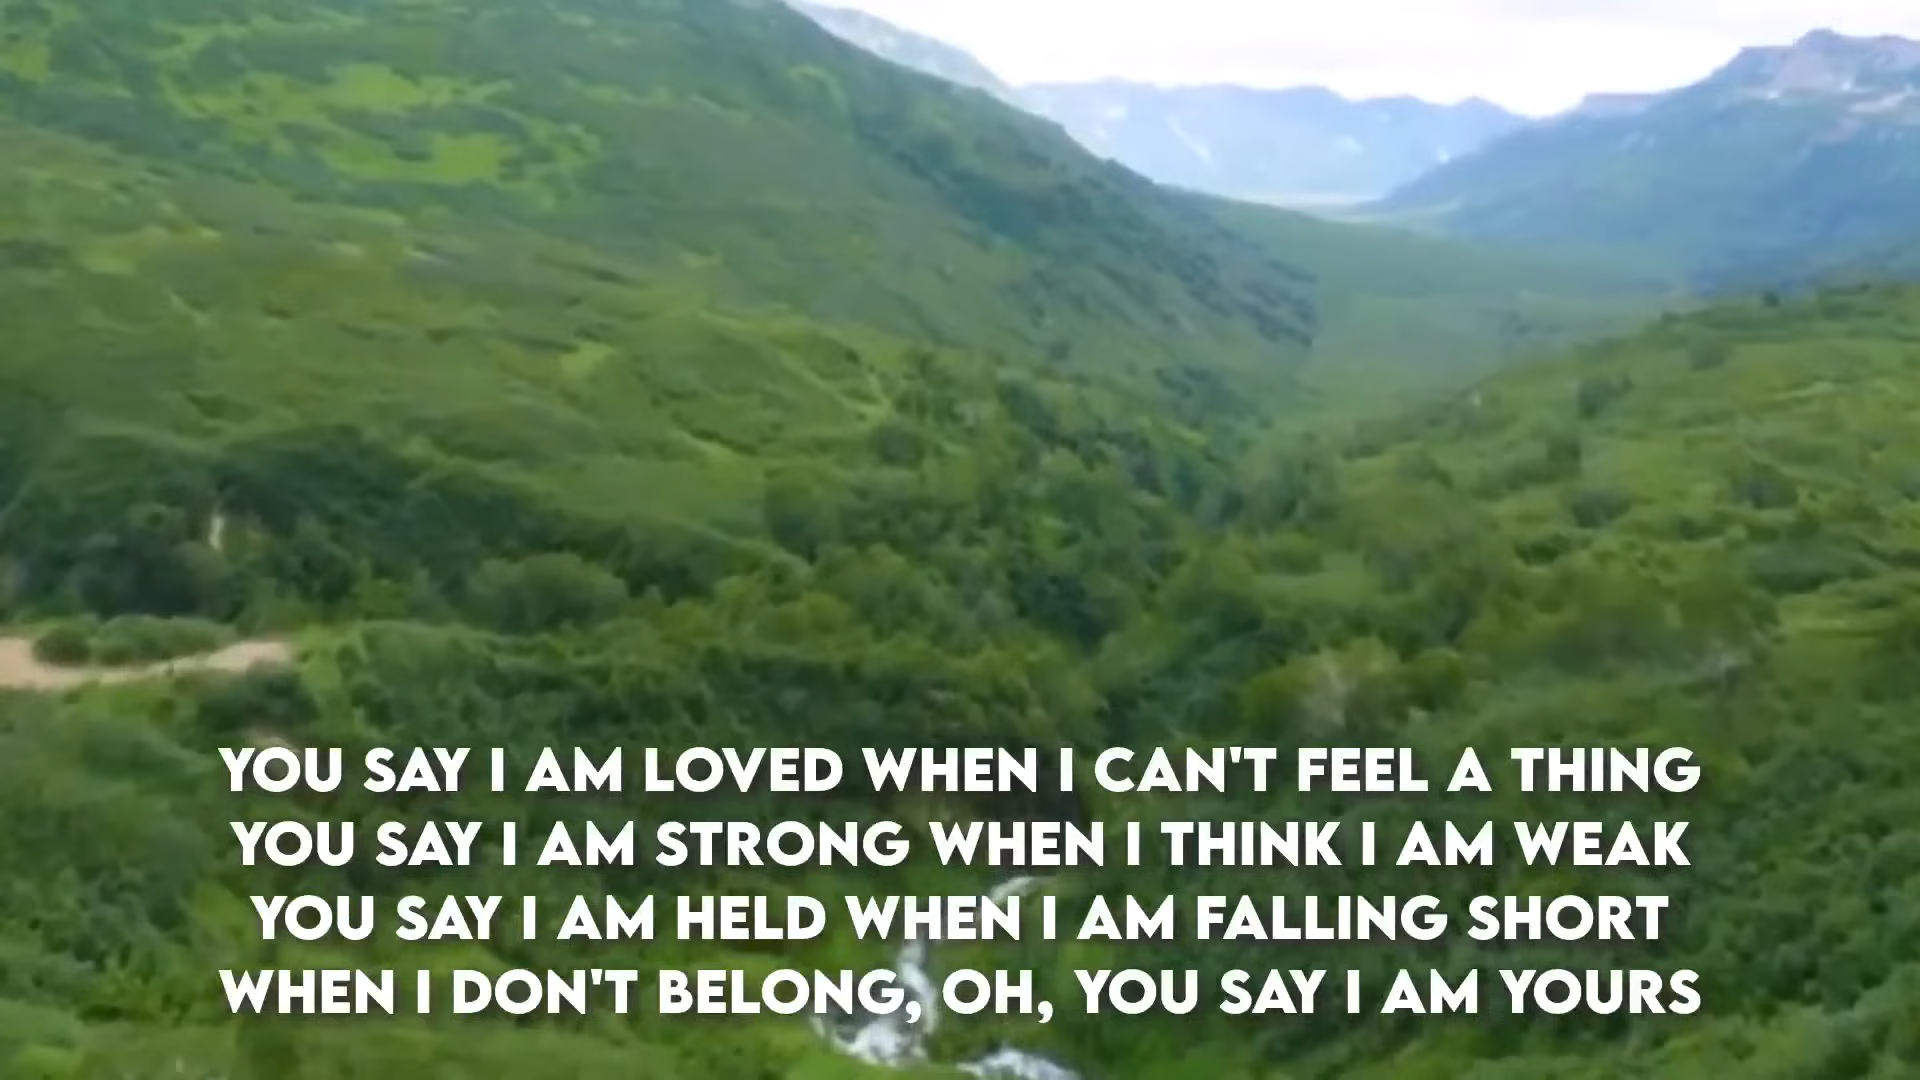 YOU SAY I AM LOVED WHEN I CAN'T FEEL A THING
YOU SAY I AM STRONG WHEN I THINK I AM WEAK
YOU SAY I AM HELD WHEN I AM FALLING SHORT
WHEN I DON'T BELONG, OH, YOU SAY I AM YOURS